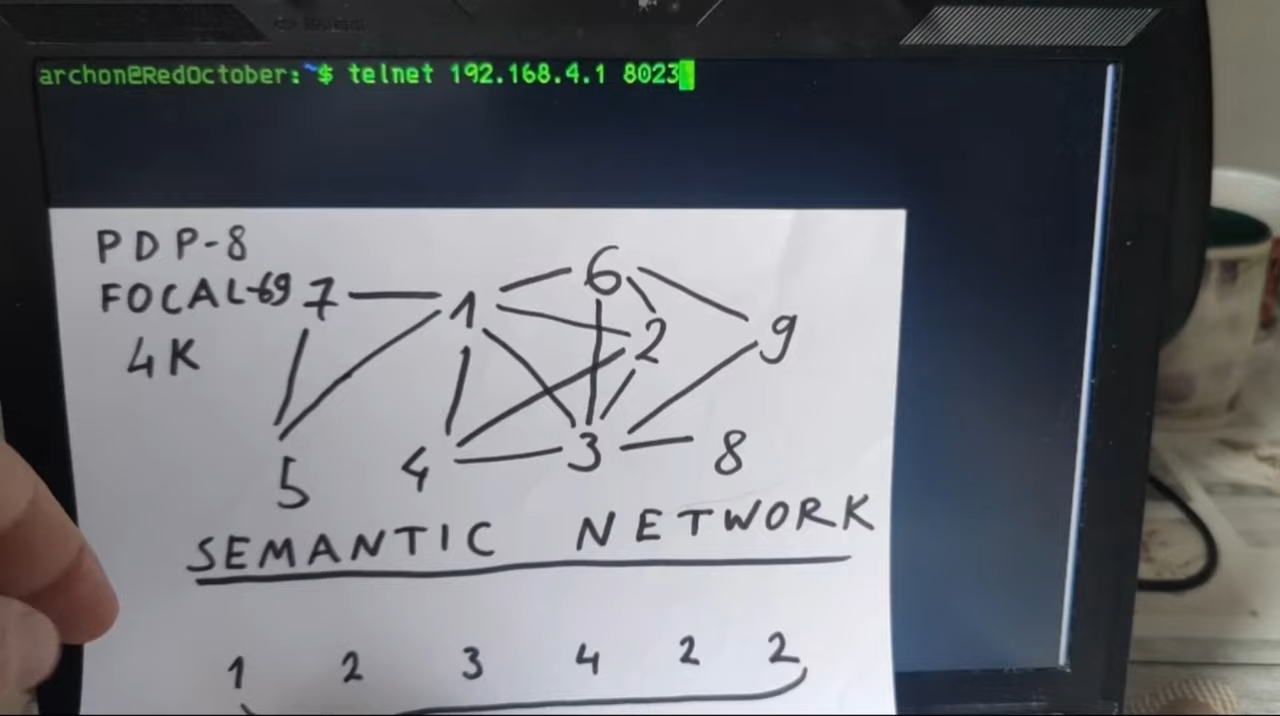 archon@RedOctober:~$ telnet 192.168.4.1 8023
PDP-8
FOCAL-69
4K
7 1 6 2 9
5 4 3 8
SEMANTIC NETWORK
1 2 3 4 2 2